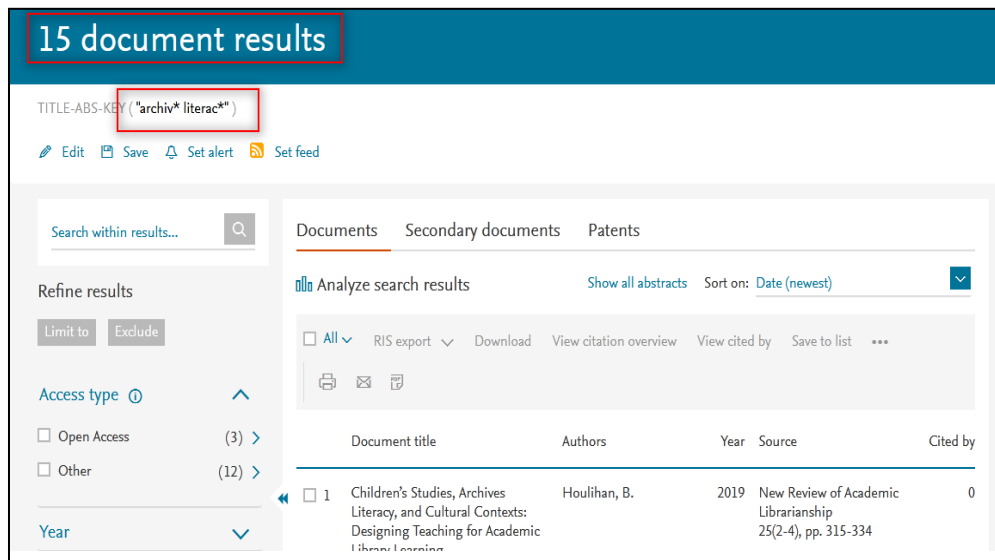 15 document results
TITLE-ABS-KEY ( "archiv* literac*" )
Edit Save Set alert Set feed
Search within results...
Refine results
Limit to Exclude
Access type
Open Access (3)
Other (12)
Year
Documents Secondary documents Patents
Analyze search results Show all abstracts Sort on: Date (newest)
All RIS export Download View citation overview View cited by Save to list •••
PDF
Document title Authors Year Source Cited by
1 Children's Studies, Archives Houlihan, B. 2019 New Review of Academic 0
Literacy, and Cultural Contexts: Librarianship
Designing Teaching for Academic 25(2-4), pp. 315-334
Library Learning